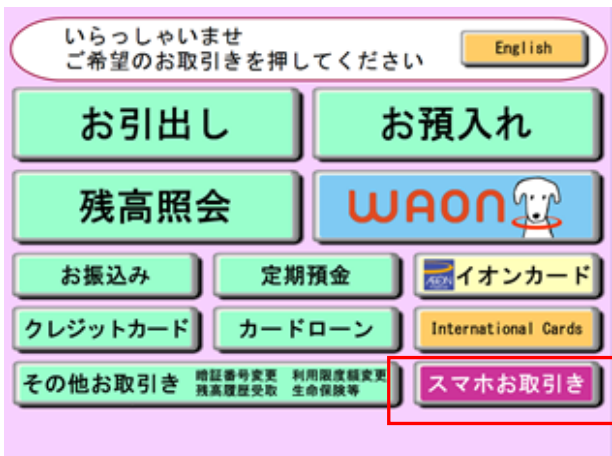 いらっしゃいませ
ご希望のお取引きを押してください
English
お引出し
お預入れ
残高照会
WAON
お振込み
定期預金
AEON イオンカード
クレジットカード
カードローン
International Cards
その他お取引き
暗証番号変更 利用限度額変更
残高履歴受取 生命保険等
スマホお取引き